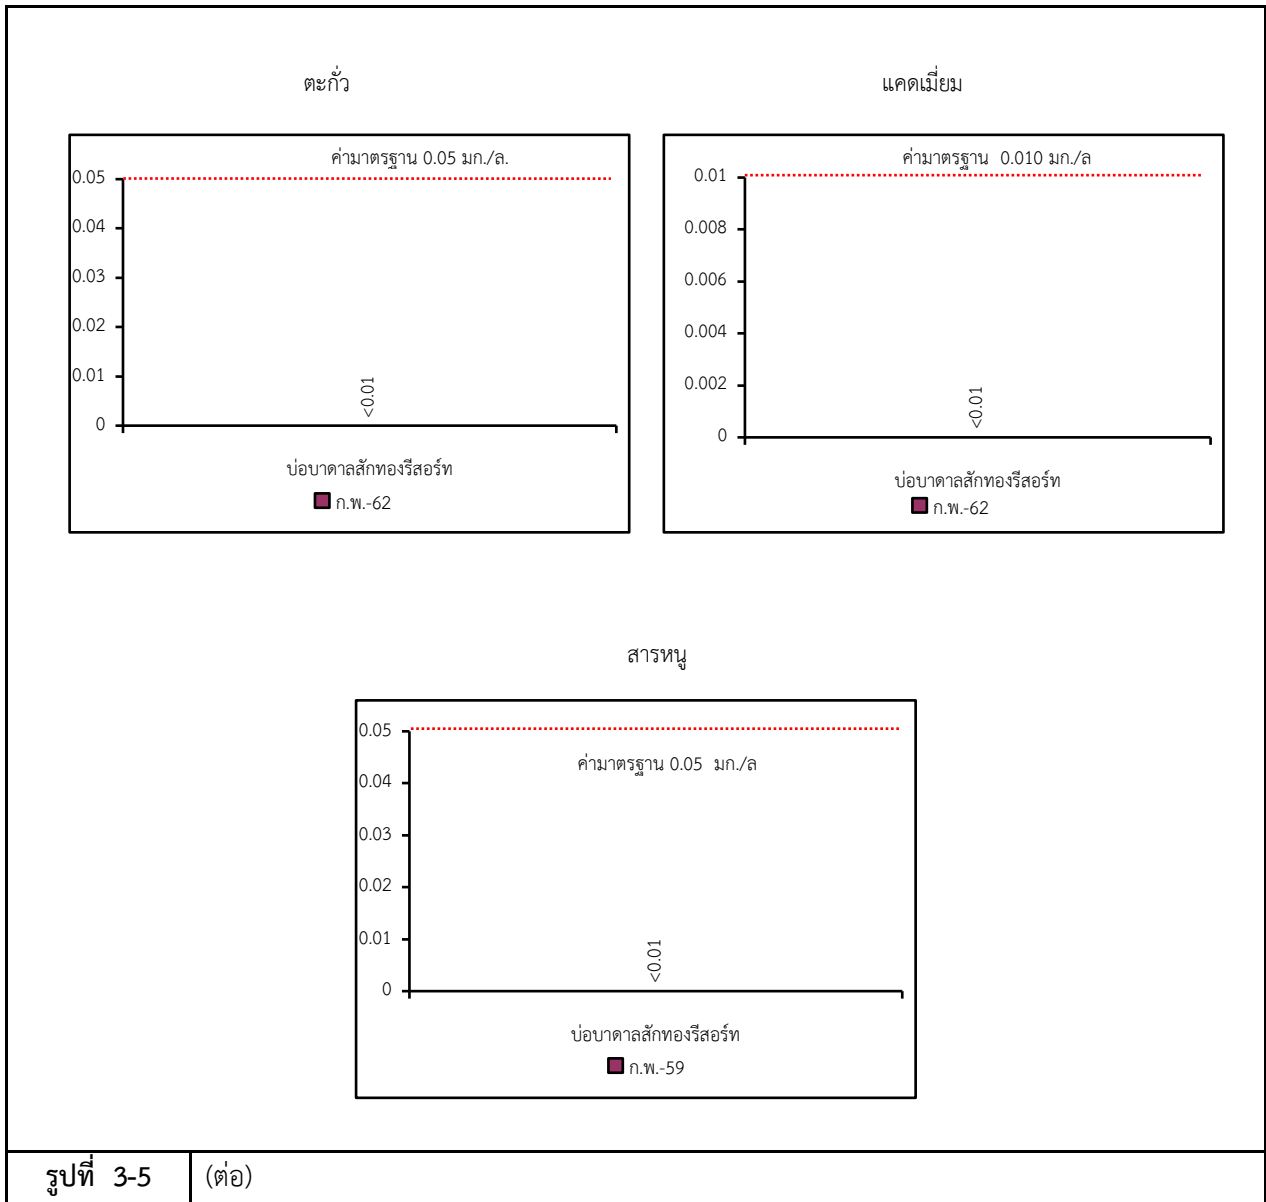 ตะกั่ว
แคดเมี่ยม
ค่ามาตรฐาน 0.05 มก./ล.
0.05
0.04
0.03
0.02
0.01
0
<0.01
บ่อบาดาลสักทองรีสอร์ท
ก.พ.-62
ค่ามาตรฐาน 0.010 มก./ล
0.01
0.008
0.006
0.004
0.002
0
<0.01
บ่อบาดาลสักทองรีสอร์ท
ก.พ.-62
สารหนู
0.05
ค่ามาตรฐาน 0.05 มก./ล
0.04
0.03
0.02
0.01
0
<0.01
บ่อบาดาลสักทองรีสอร์ท
ก.พ.-59
รูปที่ 3-5 (ต่อ)